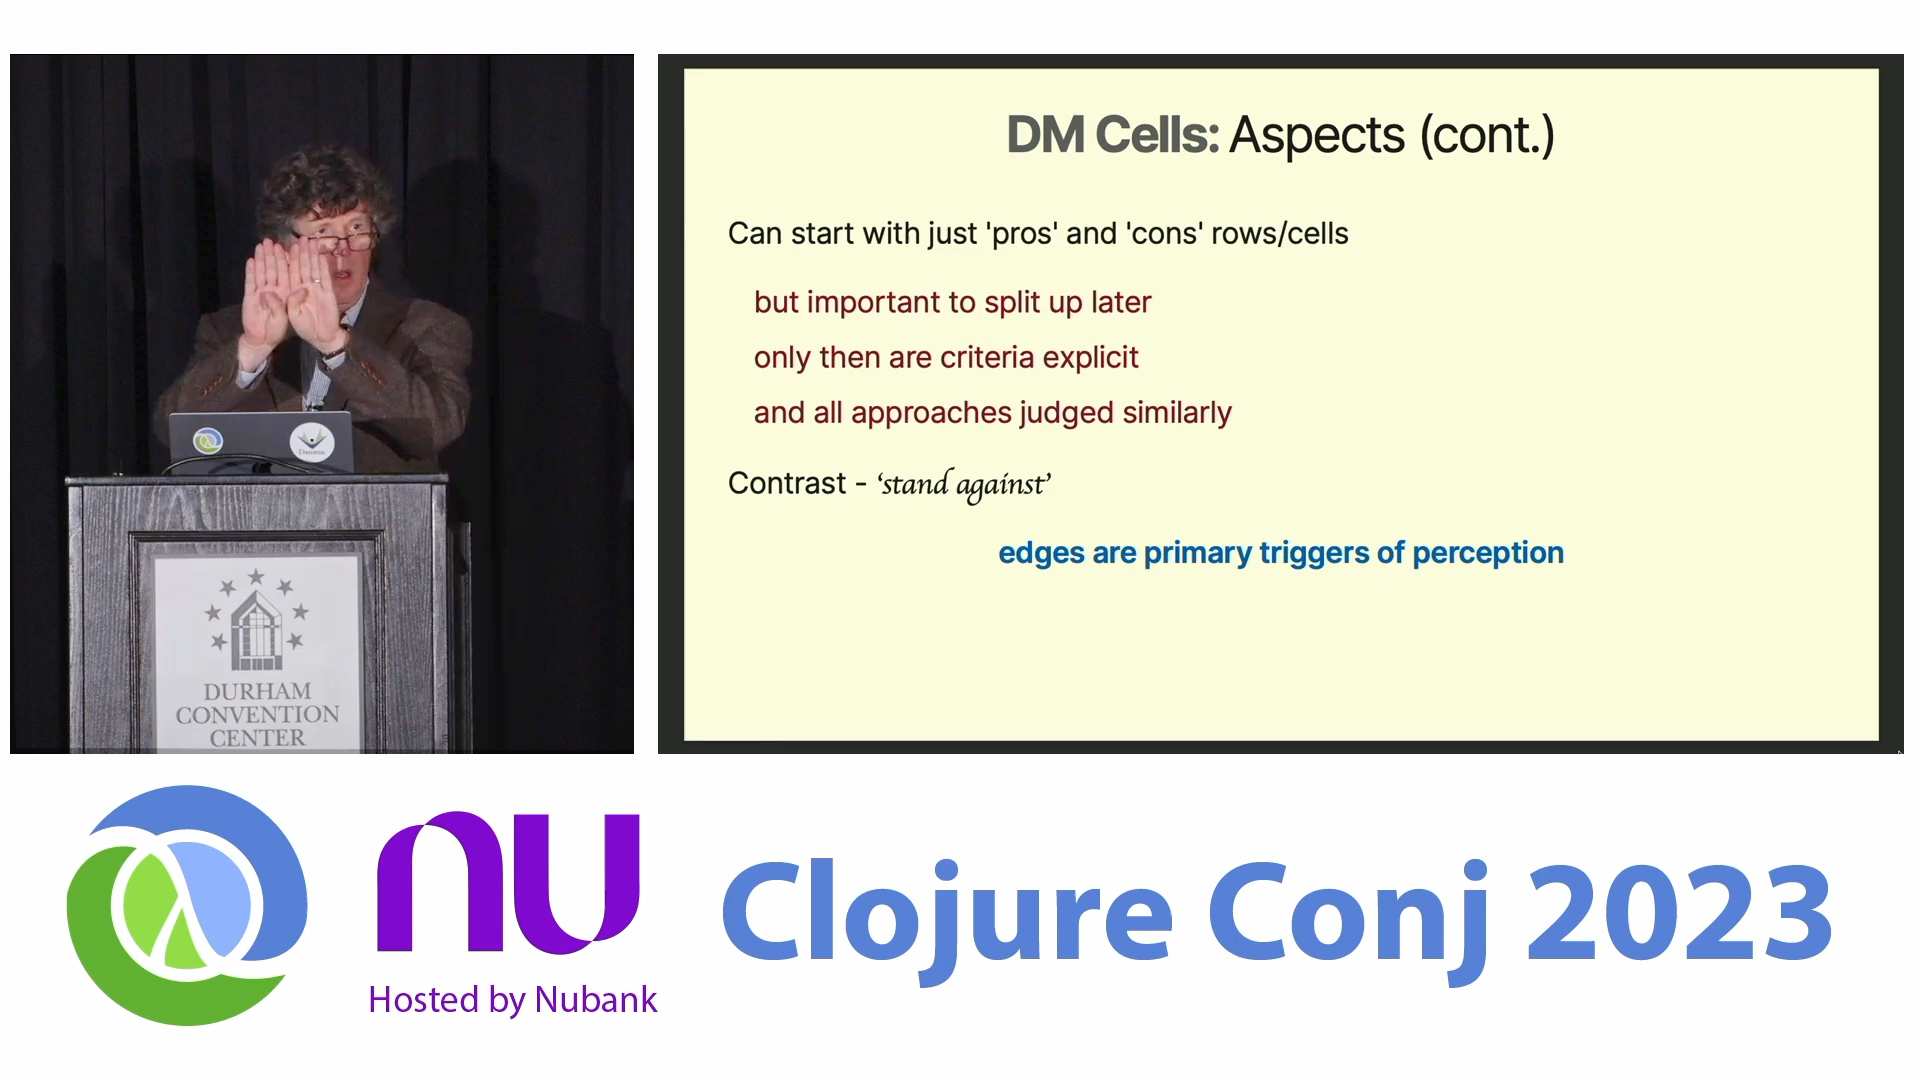 DM Cells: Aspects (cont.)
Can start with just 'pros' and 'cons' rows/cells
but important to split up later
only then are criteria explicit
and all approaches judged similarly
Contrast - ‘stand against’
edges are primary triggers of perception
Datomic
DURHAM
CONVENTION
CENTER
nu
Hosted by Nubank
Clojure Conj 2023